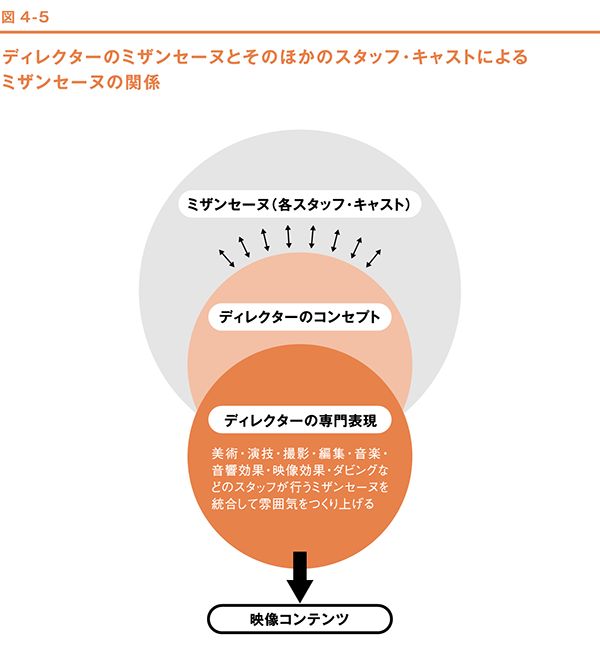 図 4-5
ディレクターのミザンセーヌとそのほかのスタッフ・キャストによる
ミザンセーヌの関係
ミザンセーヌ（各スタッフ・キャスト）
ディレクターのコンセプト
ディレクターの専門表現
美術・演技・撮影・編集・音楽・
音響効果・映像効果・ダビングな
どのスタッフが行うミザンセーヌを
統合して雰囲気をつくり上げる
映像コンテンツ